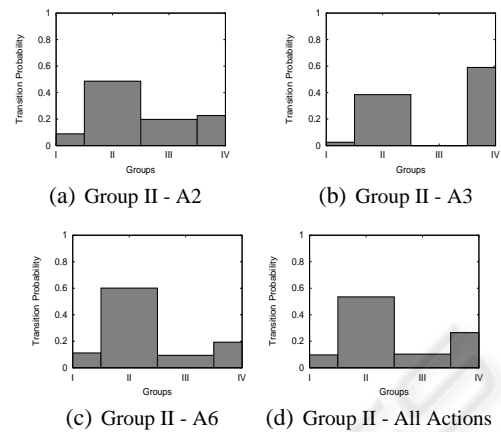 Transition Probability
1
0.8
0.6
0.4
0.2
0
I II III IV
Groups
(a) Group II - A2
Transition Probability
1
0.8
0.6
0.4
0.2
0
I II III IV
Groups
(b) Group II - A3
Transition Probability
1
0.8
0.6
0.4
0.2
0
I II III IV
Groups
(c) Group II - A6
Transition Probability
1
0.8
0.6
0.4
0.2
0
I II III IV
Groups
(d) Group II - All Actions